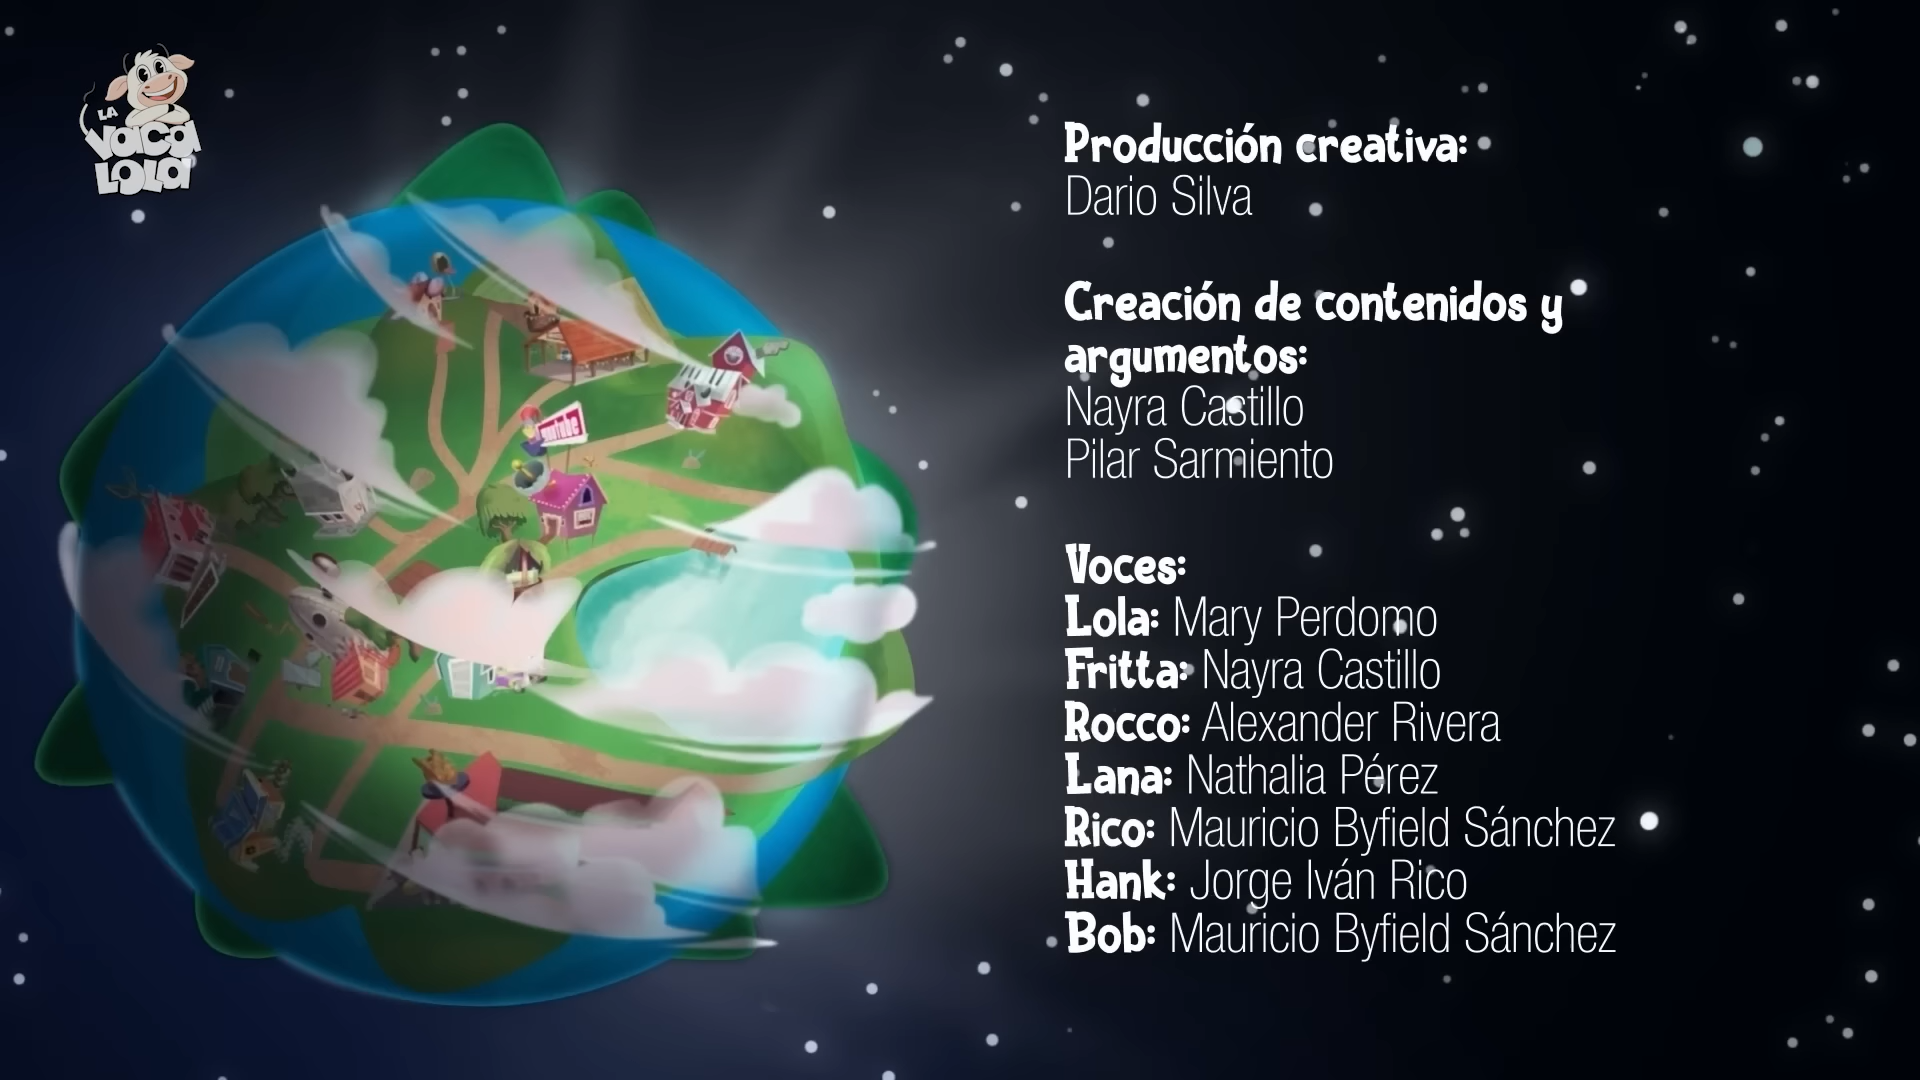 LA
VACA
LOLA
Producción creativa:
Dario Silva
Creación de contenidos y
argumentos:
Nayra Castillo
Pilar Sarmiento
Voces:
Lola: Mary Perdomo
Fritta: Nayra Castillo
Rocco: Alexander Rivera
Lana: Nathalia Pérez
Rico: Mauricio Byfield Sánchez
Hank: Jorge Iván Rico
Bob: Mauricio Byfield Sánchez